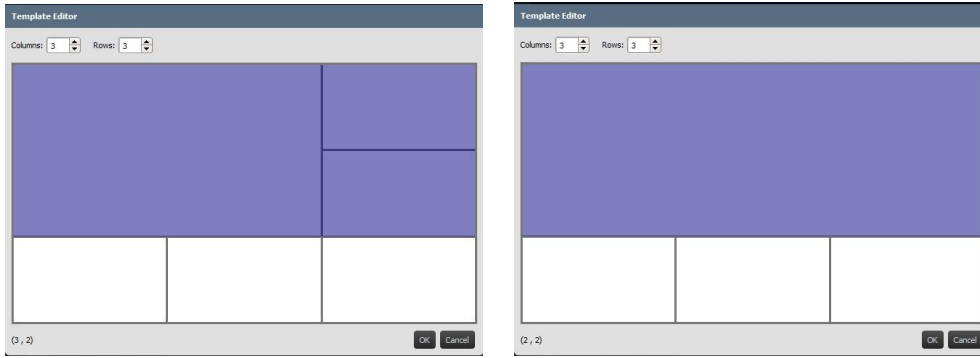 Template Editor
Columns: 3 Rows: 3
(3 , 2)
OK Cancel
Template Editor
Columns: 3 Rows: 3
(2 , 2)
OK Cancel